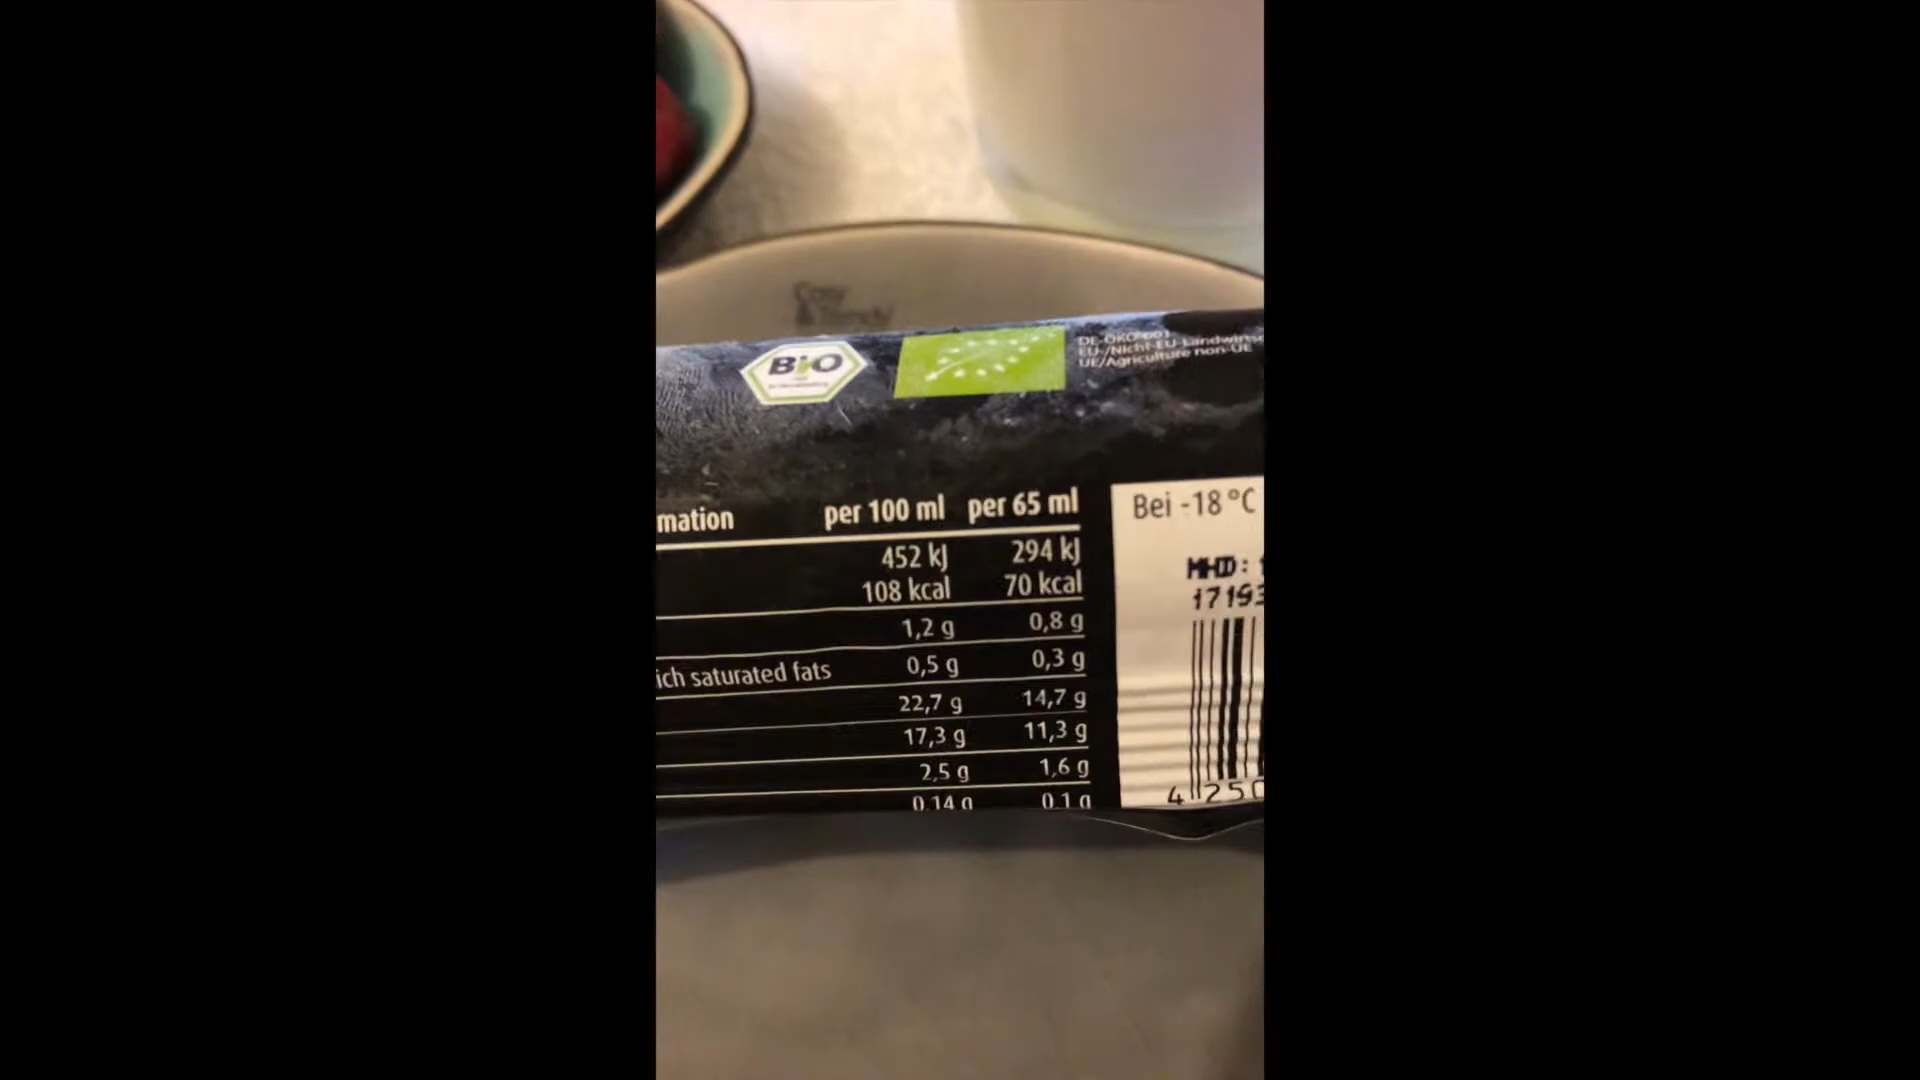 BIO
DE-ÖKO-001
EU-/Nicht-EU-Landwirtsc
UE/Agriculture non-UE
mation per 100 ml per 65 ml
452 kJ 294 kJ
108 kcal 70 kcal
1,2 g 0,8 g
ich saturated fats 0,5 g 0,3 g
22,7 g 14,7 g
17,3 g 11,3 g
2,5 g 1,6 g
0,14 g 0,1 g
Bei -18 °C
MHD:
17193
4 250